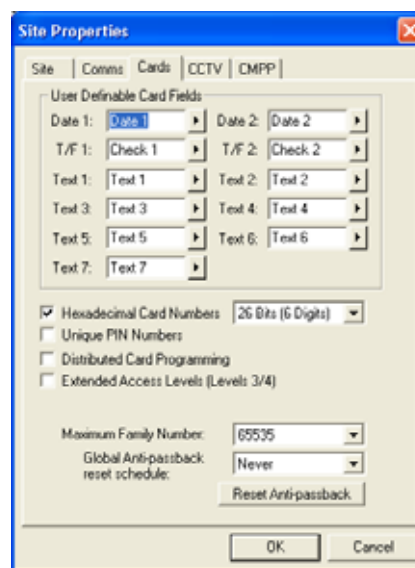 Site Properties
Site Comms Cards CCTV CMPP
User Definable Card Fields
Date 1: Date 1 Date 2: Date 2
T/F 1: Check 1 T/F 2: Check 2
Text 1: Text 1 Text 2: Text 2
Text 3: Text 3 Text 4: Text 4
Text 5: Text 5 Text 6: Text 6
Text 7: Text 7
Hexadecimal Card Numbers 26 Bits (6 Digits)
Unique PIN Numbers
Distributed Card Programming
Extended Access Levels (Levels 3/4)
Maximum Family Number: 65535
Global Anti-passback Never
reset schedule:
Reset Anti-passback
OK Cancel